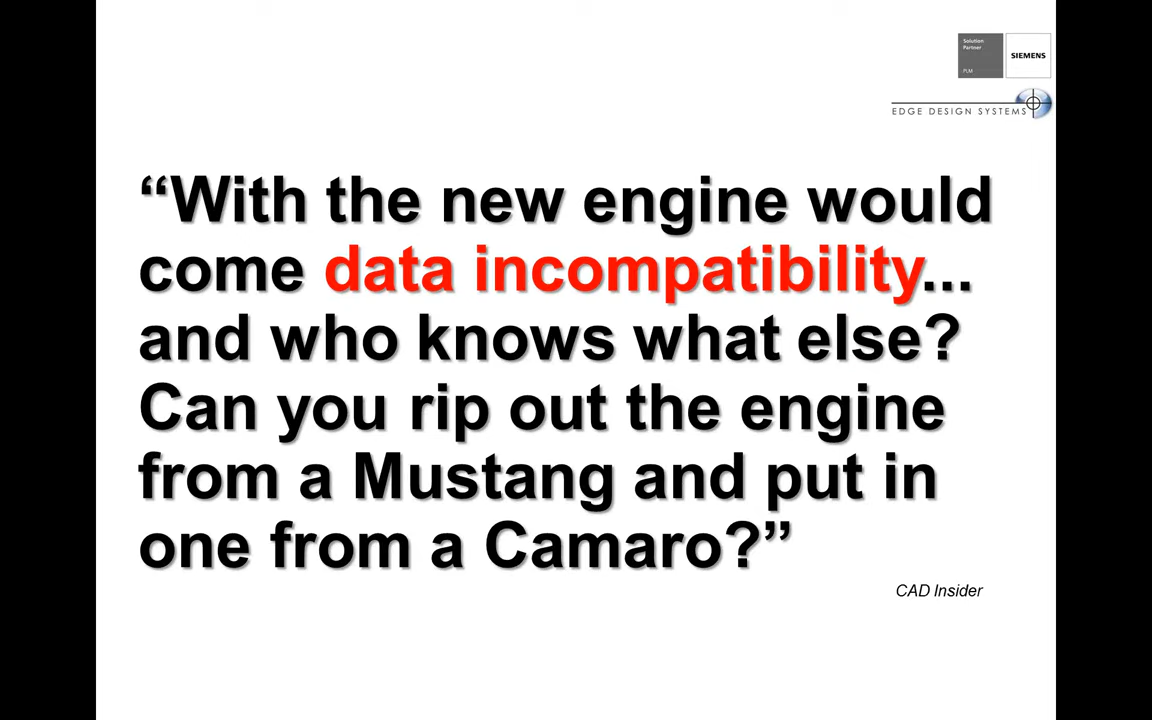 Solution
Partner
PLM
SIEMENS
EDGE DESIGN SYSTEMS
“With the new engine would
come data incompatibility...
and who knows what else?
Can you rip out the engine
from a Mustang and put in
one from a Camaro?”
CAD Insider